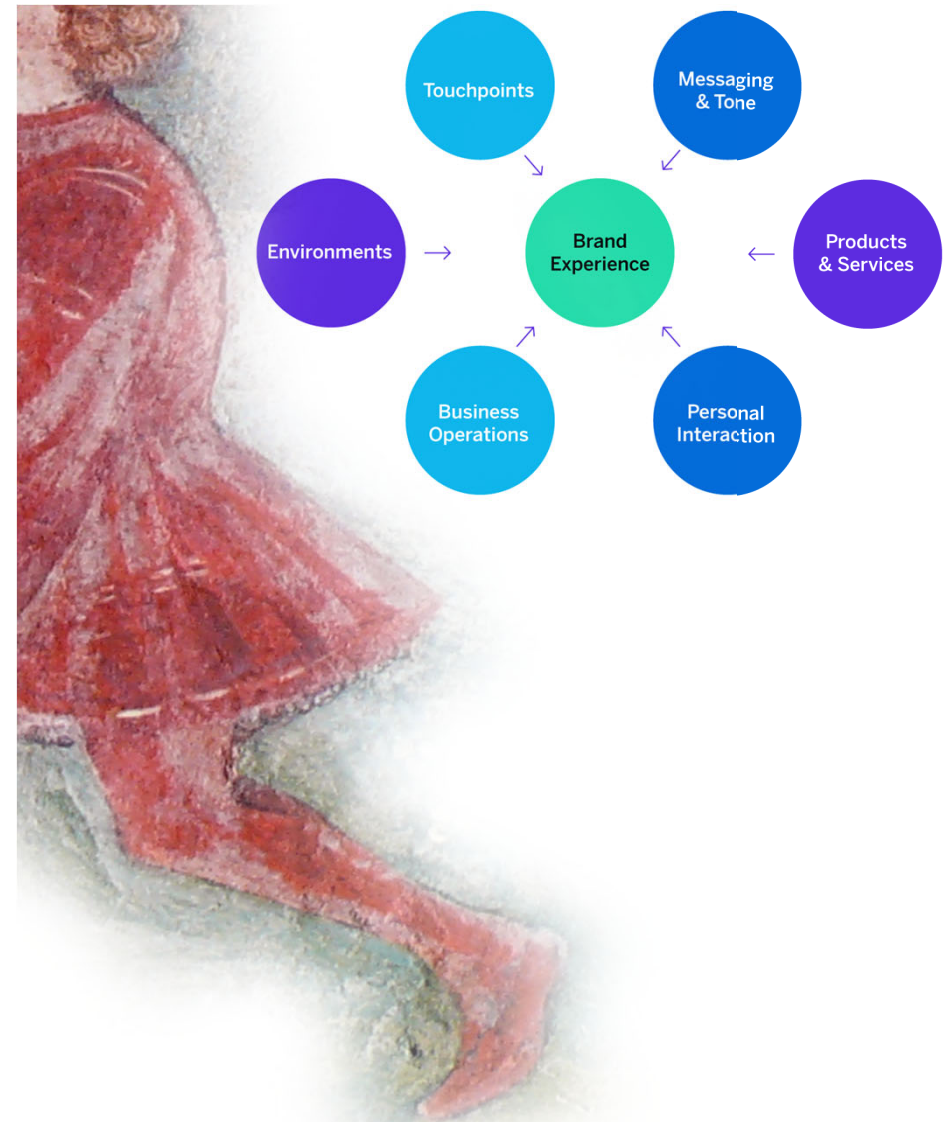 Touchpoints
Messaging
& Tone
Environments
Brand
Experience
Products
& Services
Business
Operations
Personal
Interaction